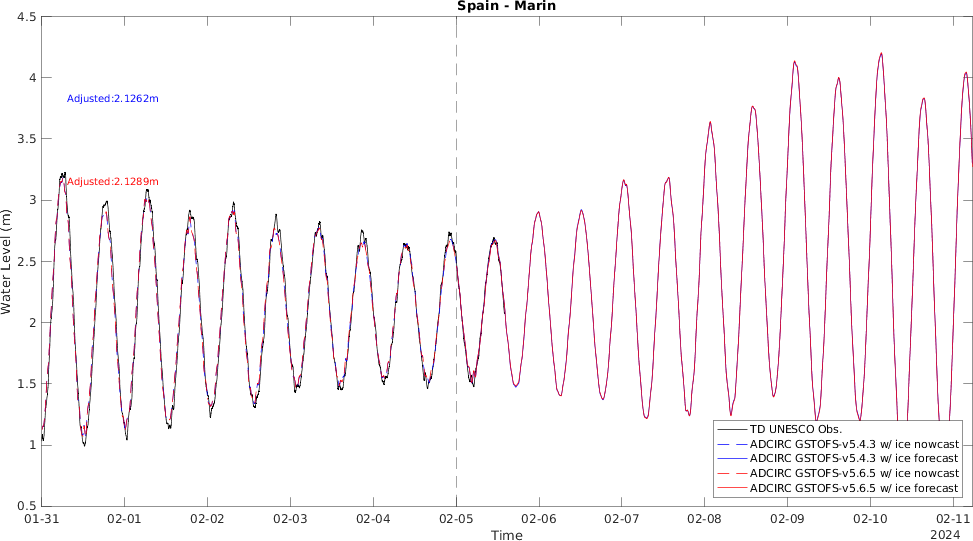 Spain - Marin
4.5
4
3.5
3
2.5
2
1.5
1
0.5
Water Level (m)
Adjusted:2.1262m
Adjusted:2.1289m
TD UNESCO Obs.
ADCIRC GSTOFS-v5.4.3 w/ ice nowcast
ADCIRC GSTOFS-v5.4.3 w/ ice forecast
ADCIRC GSTOFS-v5.6.5 w/ ice nowcast
ADCIRC GSTOFS-v5.6.5 w/ ice forecast
01-31 02-01 02-02 02-03 02-04 02-05 02-06 02-07 02-08 02-09 02-10 02-11
Time
2024